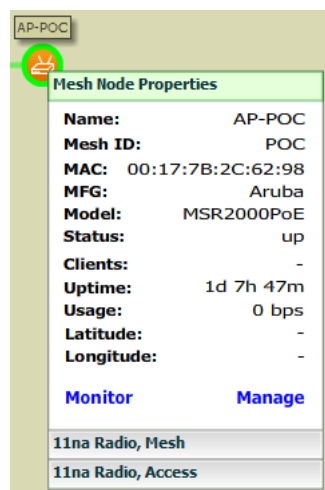 AP-POC
Mesh Node Properties
Name: AP-POC
Mesh ID: POC
MAC: 00:17:7B:2C:62:98
MFG: Aruba
Model: MSR2000PoE
Status: up
Clients: -
Uptime: 1d 7h 47m
Usage: 0 bps
Latitude: -
Longitude: -
Monitor Manage
11na Radio, Mesh
11na Radio, Access